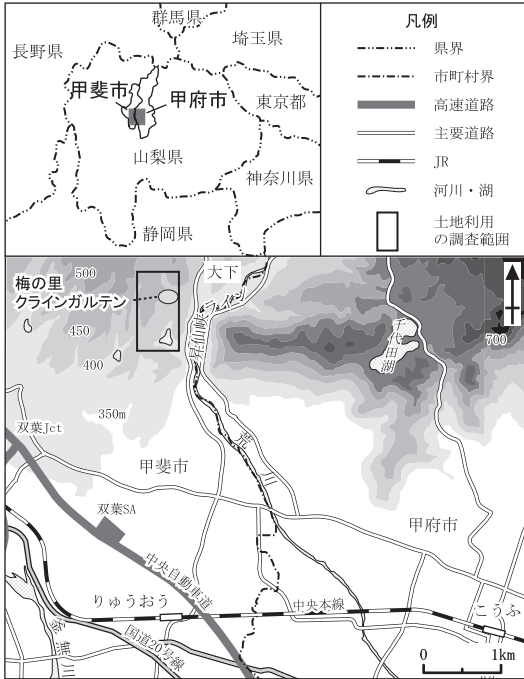 群馬県
長野県
埼玉県
甲斐市
甲府市
東京都
山梨県
神奈川県
静岡県
凡例
県界
市町村界
高速道路
主要道路
JR
河川・湖
土地利用
の調査範囲
500
梅の里
クラインガルテン
450
400
350m
大下
昇仙峡ライン
千代田湖
700
双葉Jct
甲斐市
荒川
双葉SA
甲府市
中央自動車道
りゅうおう
中央本線
こうふ
釜無川
国道20号線
0
1km